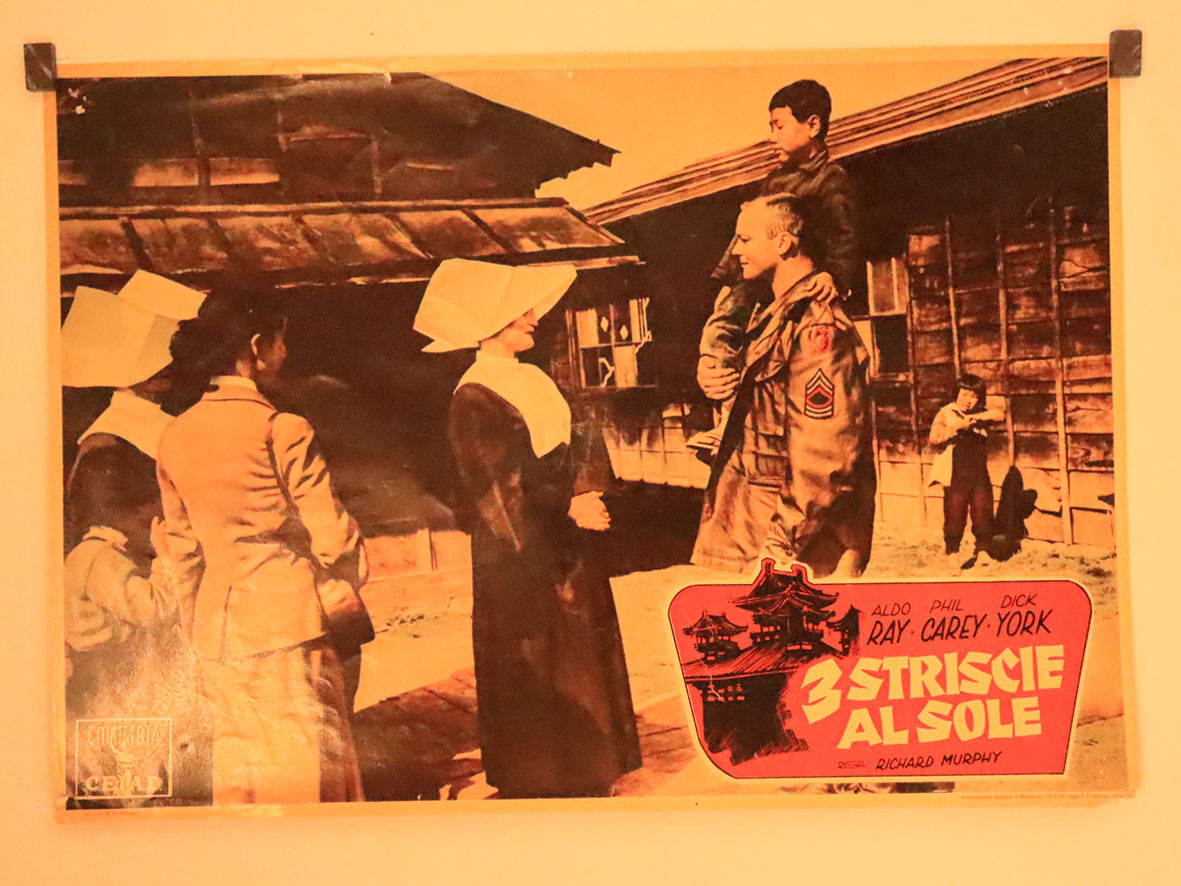 ALDO PHIL DICK
RAY · CAREY · YORK
3 STRISCIE
AL SOLE
REGIA: RICHARD MURPHY
COLUMBIA
CEIAD